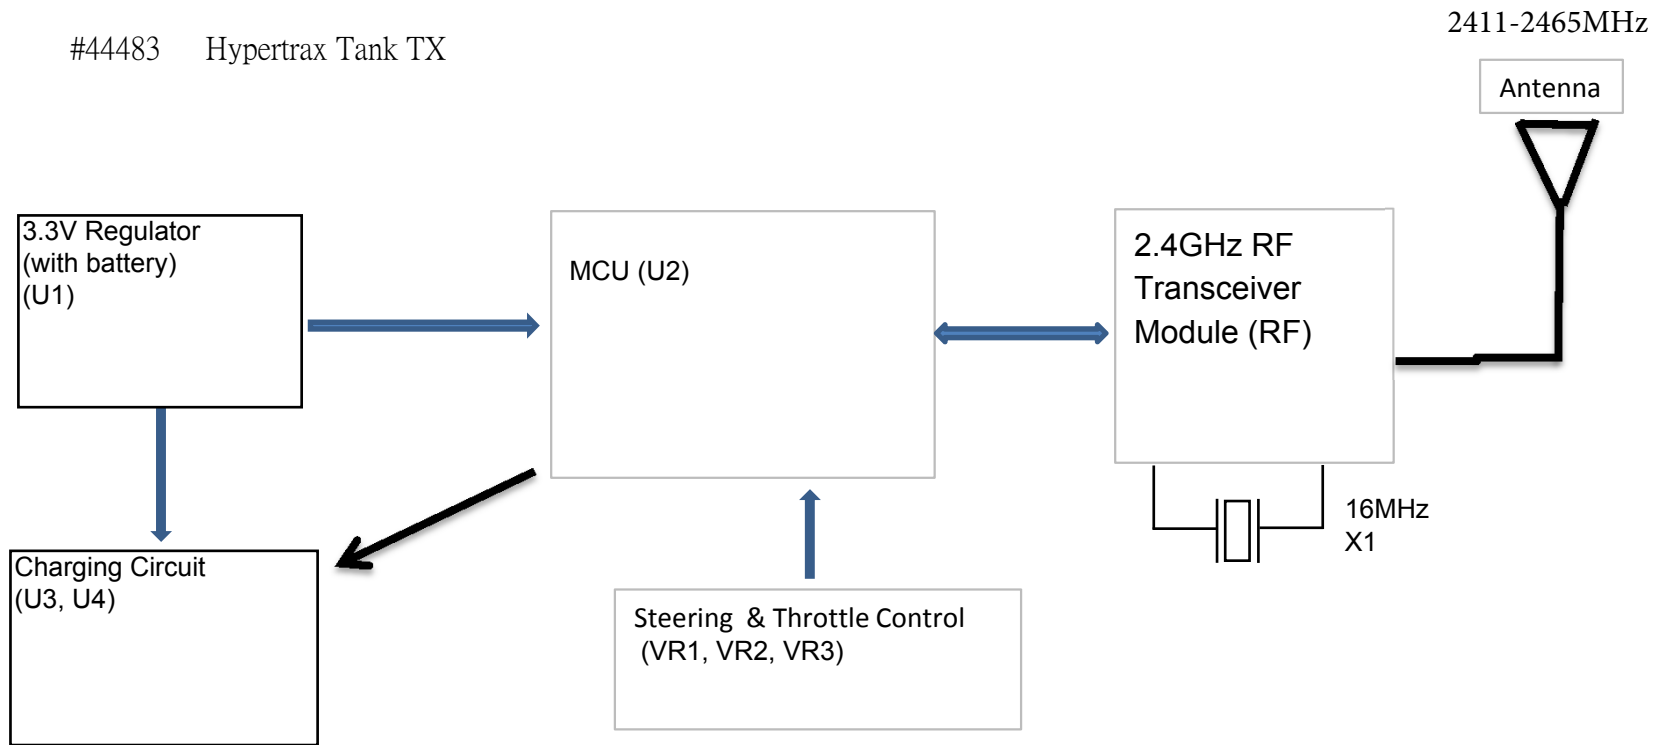 #44483 Hypertrax Tank TX
2411-2465MHz
Antenna
3.3V Regulator
(with battery)
(U1)
MCU (U2)
2.4GHz RF
Transceiver
Module (RF)
16MHz
X1
Charging Circuit
(U3, U4)
Steering & Throttle Control
(VR1, VR2, VR3)